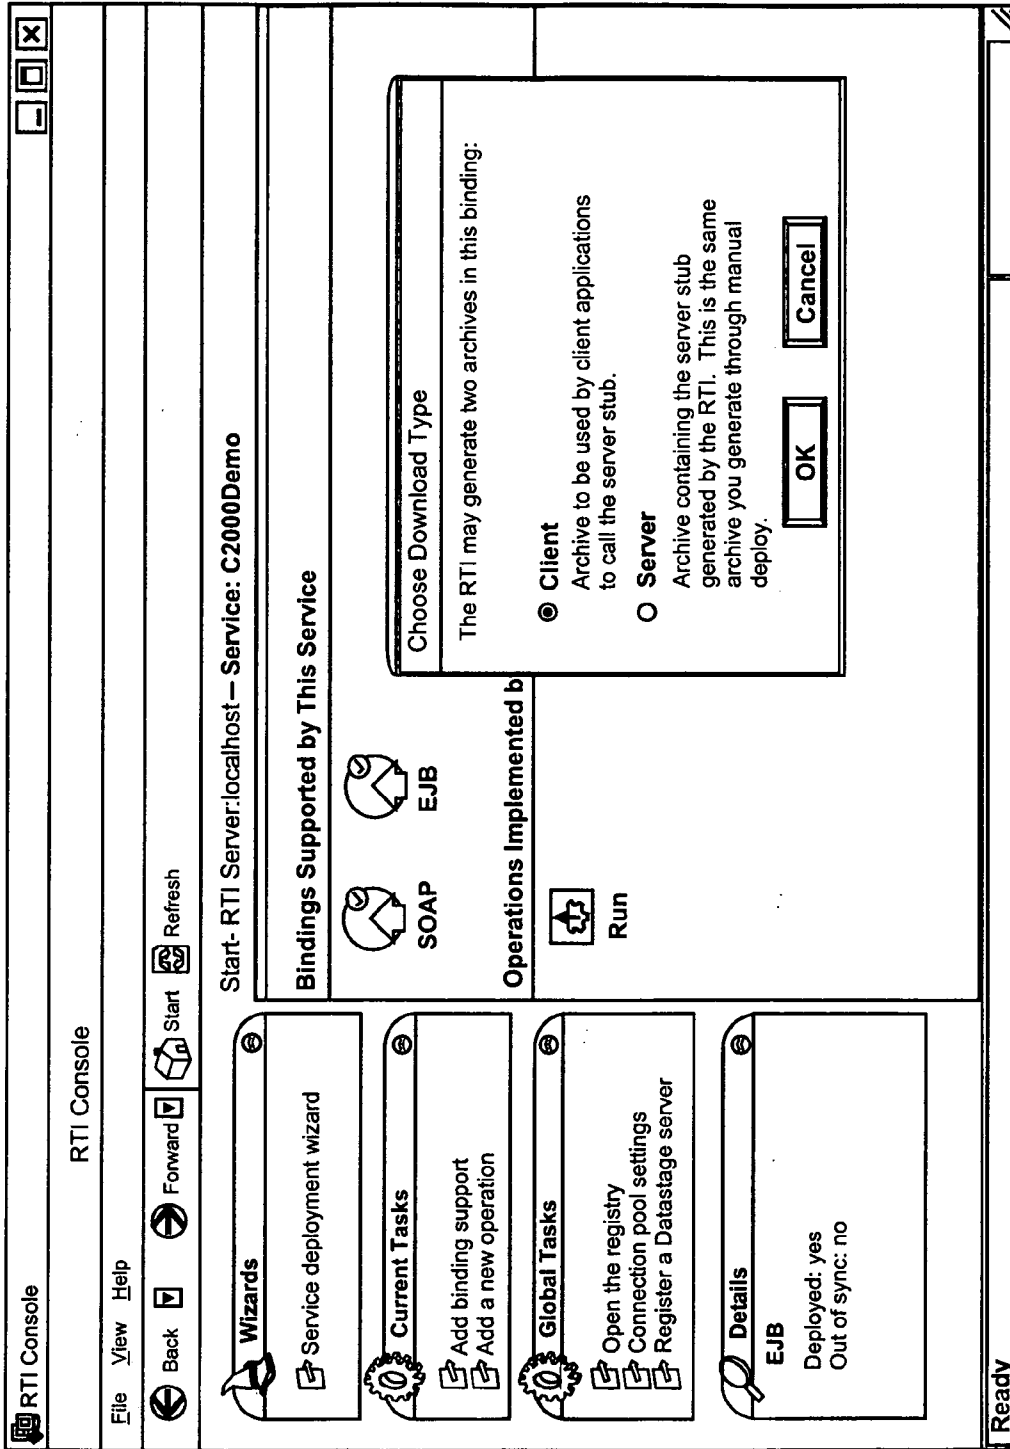 RTI Console
RTI Console
File View Help
Back Forward Start Refresh
Start- RTI Server:localhost — Service: C2000Demo
Wizards
Service deployment wizard
Current Tasks
Add binding support
Add a new operation
Global Tasks
Open the registry
Connection pool settings
Register a Datastage server
Details
EJB
Deployed: yes
Out of sync: no
Bindings Supported by This Service
SOAP EJB
Operations Implemented b
Run
Choose Download Type
The RTI may generate two archives in this binding:
Client
Archive to be used by client applications
to call the server stub.
Server
Archive containing the server stub
generated by the RTI. This is the same
archive you generate through manual
deploy.
OK Cancel
Ready